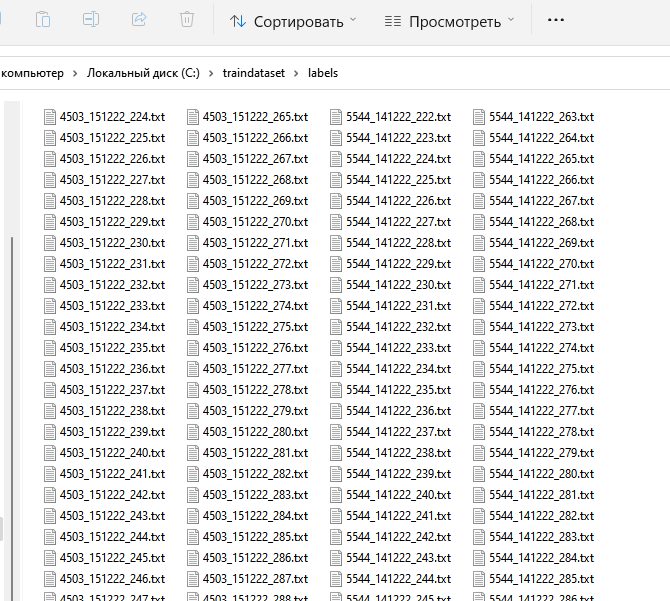 Сортировать Просмотреть
компьютер > Локальный диск (C:) > traindataset > labels
4503_151222_224.txt 4503_151222_265.txt 5544_141222_222.txt 5544_141222_263.txt
4503_151222_225.txt 4503_151222_266.txt 5544_141222_223.txt 5544_141222_264.txt
4503_151222_226.txt 4503_151222_267.txt 5544_141222_224.txt 5544_141222_265.txt
4503_151222_227.txt 4503_151222_268.txt 5544_141222_225.txt 5544_141222_266.txt
4503_151222_228.txt 4503_151222_269.txt 5544_141222_226.txt 5544_141222_267.txt
4503_151222_229.txt 4503_151222_270.txt 5544_141222_227.txt 5544_141222_268.txt
4503_151222_230.txt 4503_151222_271.txt 5544_141222_228.txt 5544_141222_269.txt
4503_151222_231.txt 4503_151222_272.txt 5544_141222_229.txt 5544_141222_270.txt
4503_151222_232.txt 4503_151222_273.txt 5544_141222_230.txt 5544_141222_271.txt
4503_151222_233.txt 4503_151222_274.txt 5544_141222_231.txt 5544_141222_272.txt
4503_151222_234.txt 4503_151222_275.txt 5544_141222_232.txt 5544_141222_273.txt
4503_151222_235.txt 4503_151222_276.txt 5544_141222_233.txt 5544_141222_274.txt
4503_151222_236.txt 4503_151222_277.txt 5544_141222_234.txt 5544_141222_275.txt
4503_151222_237.txt 4503_151222_278.txt 5544_141222_235.txt 5544_141222_276.txt
4503_151222_238.txt 4503_151222_279.txt 5544_141222_236.txt 5544_141222_277.txt
4503_151222_239.txt 4503_151222_280.txt 5544_141222_237.txt 5544_141222_278.txt
4503_151222_240.txt 4503_151222_281.txt 5544_141222_238.txt 5544_141222_279.txt
4503_151222_241.txt 4503_151222_282.txt 5544_141222_239.txt 5544_141222_280.txt
4503_151222_242.txt 4503_151222_283.txt 5544_141222_240.txt 5544_141222_281.txt
4503_151222_243.txt 4503_151222_284.txt 5544_141222_241.txt 5544_141222_282.txt
4503_151222_244.txt 4503_151222_285.txt 5544_141222_242.txt 5544_141222_283.txt
4503_151222_245.txt 4503_151222_286.txt 5544_141222_243.txt 5544_141222_284.txt
4503_151222_246.txt 4503_151222_287.txt 5544_141222_244.txt 5544_141222_285.txt
4503_151222_247.txt 4503_151222_288.txt 5544_141222_245.txt 5544_141222_286.txt